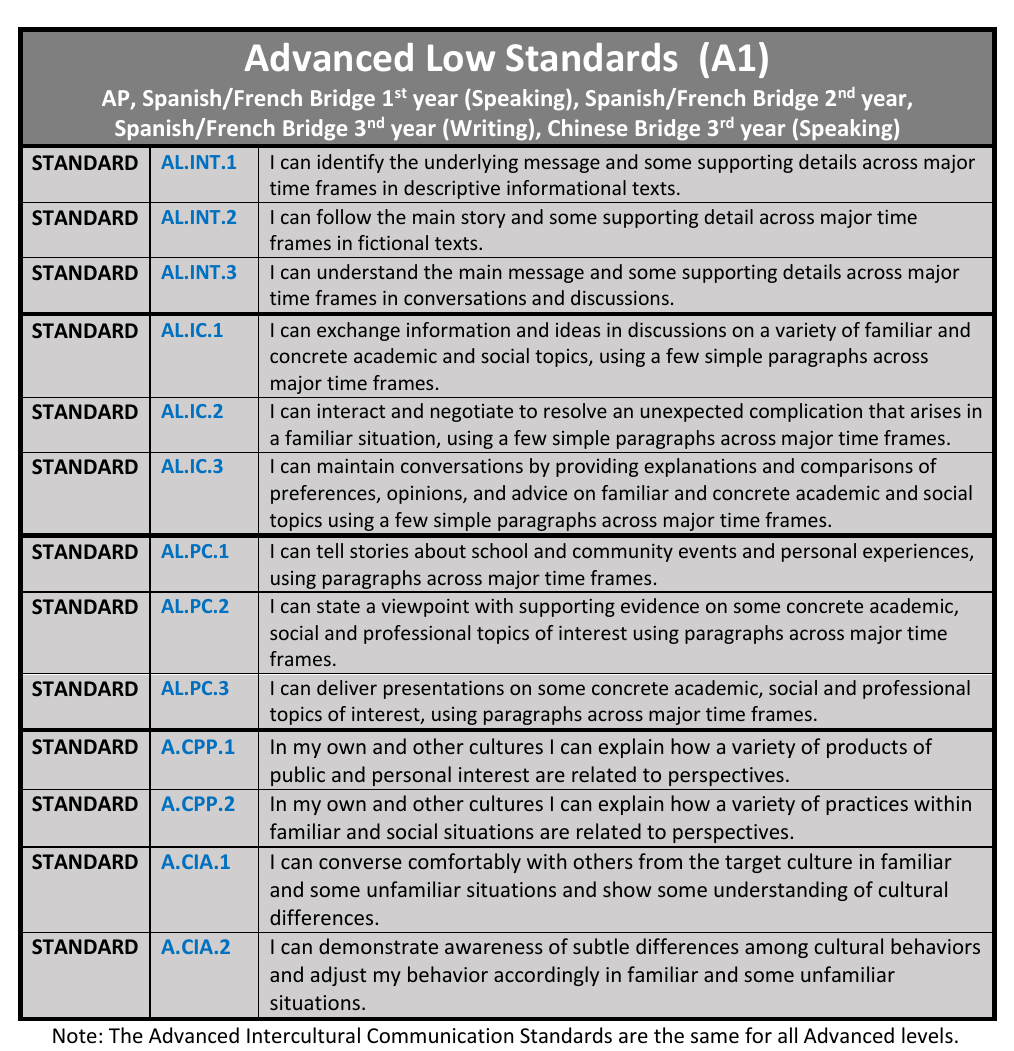 Advanced Low Standards  (A1)
AP, Spanish/French Bridge 1st year (Speaking), Spanish/French Bridge 2nd year,
Spanish/French Bridge 3nd year (Writing), Chinese Bridge 3rd year (Speaking)
STANDARD AL.INT.1 I can identify the underlying message and some supporting details across major
time frames in descriptive informational texts.
STANDARD AL.INT.2 I can follow the main story and some supporting detail across major time
frames in fictional texts.
STANDARD AL.INT.3 I can understand the main message and some supporting details across major
time frames in conversations and discussions.
STANDARD AL.IC.1 I can exchange information and ideas in discussions on a variety of familiar and
concrete academic and social topics, using a few simple paragraphs across
major time frames.
STANDARD AL.IC.2 I can interact and negotiate to resolve an unexpected complication that arises in
a familiar situation, using a few simple paragraphs across major time frames.
STANDARD AL.IC.3 I can maintain conversations by providing explanations and comparisons of
preferences, opinions, and advice on familiar and concrete academic and social
topics using a few simple paragraphs across major time frames.
STANDARD AL.PC.1 I can tell stories about school and community events and personal experiences,
using paragraphs across major time frames.
STANDARD AL.PC.2 I can state a viewpoint with supporting evidence on some concrete academic,
social and professional topics of interest using paragraphs across major time
frames.
STANDARD AL.PC.3 I can deliver presentations on some concrete academic, social and professional
topics of interest, using paragraphs across major time frames.
STANDARD A.CPP.1 In my own and other cultures I can explain how a variety of products of
public and personal interest are related to perspectives.
STANDARD A.CPP.2 In my own and other cultures I can explain how a variety of practices within
familiar and social situations are related to perspectives.
STANDARD A.CIA.1 I can converse comfortably with others from the target culture in familiar
and some unfamiliar situations and show some understanding of cultural
differences.
STANDARD A.CIA.2 I can demonstrate awareness of subtle differences among cultural behaviors
and adjust my behavior accordingly in familiar and some unfamiliar
situations.
Note: The Advanced Intercultural Communication Standards are the same for all Advanced levels.